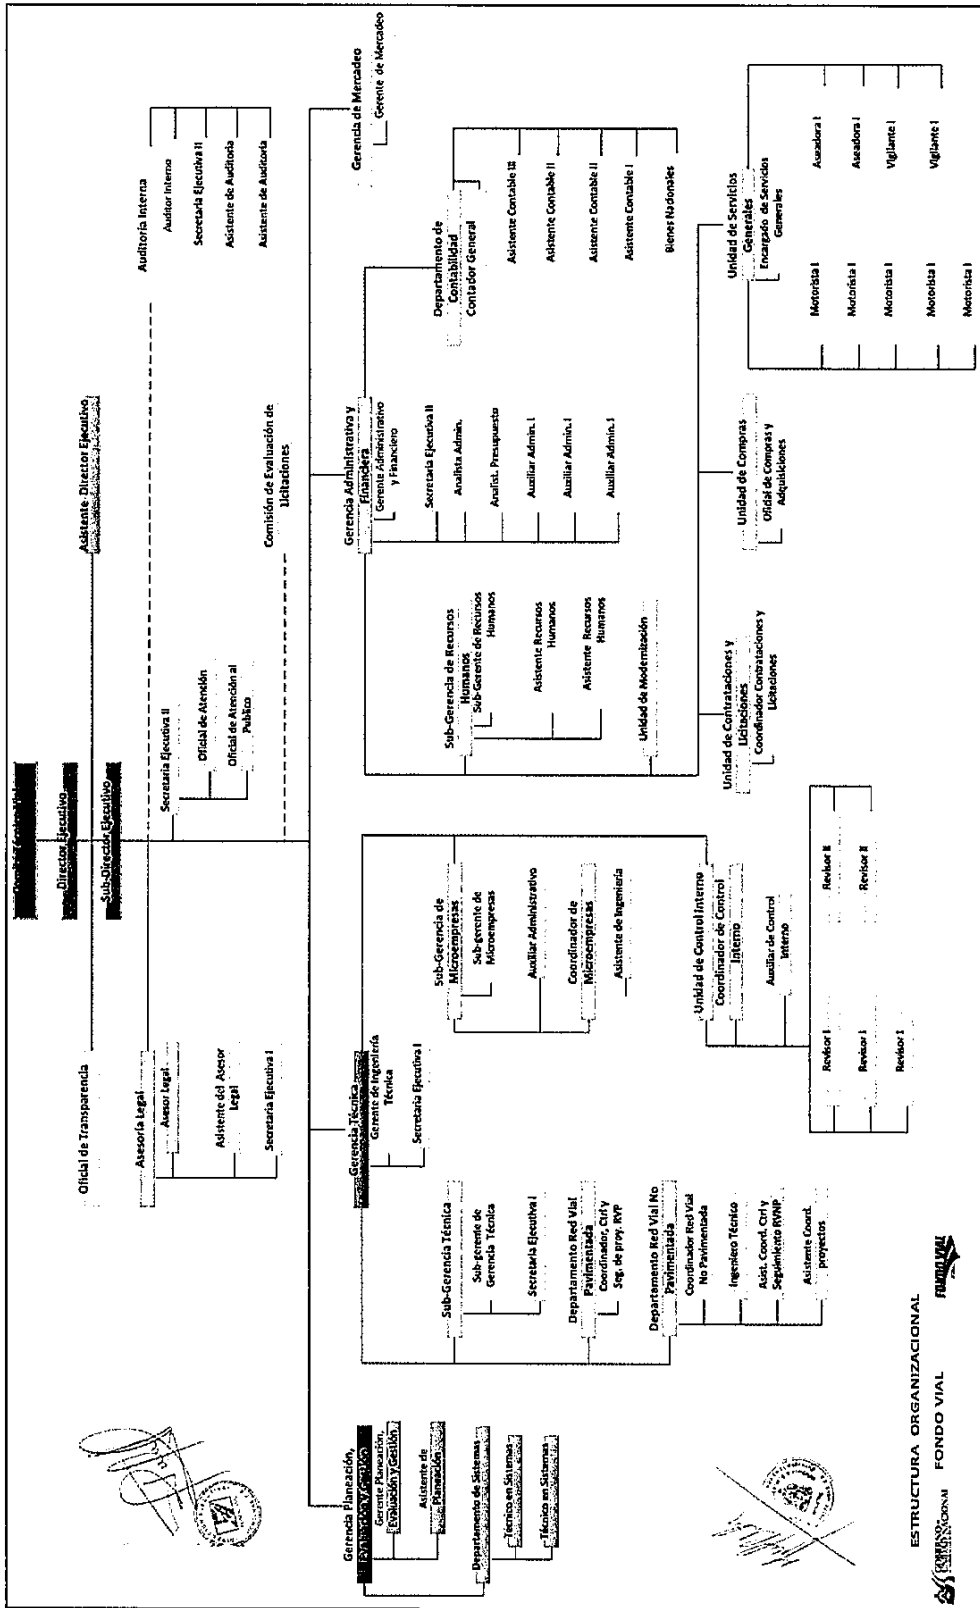 Director Ejecutivo
Sub-Director Ejecutivo
Asistente Director Ejecutivo
Oficial de Transparencia
Asesoría Legal
Asesor Legal
Asistente del Asesor
Legal
Secretaria Ejecutiva I
Secretaria Ejecutiva II
Oficial de Atención
Oficial de Atención al
Publico
Auditoría Interna
Auditor Interno
Secretaria Ejecutiva II
Asistente de Auditoria
Asistente de Auditoria
Comisión de Evaluación de
Licitaciones
Gerencia Planeación,
Evaluación y Gestión
Gerente Planeación,
Evaluación y Gestión
Asistente de
Planeación
Departamento de Sistemas
Técnico en Sistemas
Técnico en Sistemas
Gerencia Técnica
Gerente de Ingeniería
Técnica
Secretaria Ejecutiva I
Sub-Gerencia Técnica
Sub-gerente de
Gerencia Técnica
Secretaria Ejecutiva I
Departamento Red Vial
Pavimentada
Coordinador, Ctrl y
Seg. de proy. RVP
Departamento Red Vial No
Pavimentada
Coordinador Red Vial
No Pavimentada
Ingeniero Técnico
Asist. Coord. Ctrl y
Seguimiento RVNP
Asistente Coord.
proyectos
Sub-Gerencia de
Microempresas
Sub-gerente de
Microempresas
Auxiliar Administrativo
Coordinador de
Microempresas
Asistente de Ingeniería
Unidad de Control Interno
Coordinador de Control
Interno
Auxiliar de Control
Interno
Revisor I
Revisor I
Revisor I
Revisor II
Revisor II
Gerencia Administrativa y
Financiera
Gerente Administrativo
y Financiero
Secretaria Ejecutiva II
Analista Admin.
Analist. Presupuesto
Auxiliar Admin. I
Auxiliar Admin. I
Auxiliar Admin. I
Sub-Gerencia de Recursos
Humanos
Sub-Gerente de Recursos
Humanos
Asistente Recursos
Humanos
Asistente Recursos
Humanos
Unidad de Modernización
Departamento de
Contabilidad
Contador General
Asistente Contable III
Asistente Contable II
Asistente Contable II
Asistente Contable I
Bienes Nacionales
Unidad de Contrataciones y
Licitaciones
Coordinador Contrataciones y
Licitaciones
Unidad de Compras
Oficial de Compras y
Adquisiciones
Unidad de Servicios
Generales
Encargado de Servicios
Generales
Motorista I
Motorista I
Motorista I
Motorista I
Motorista I
Aseadora I
Aseadora I
Vigilante I
Vigilante I
Gerencia de Mercadeo
Gerente de Mercadeo
ESTRUCTURA ORGANIZACIONAL
FONDO VIAL